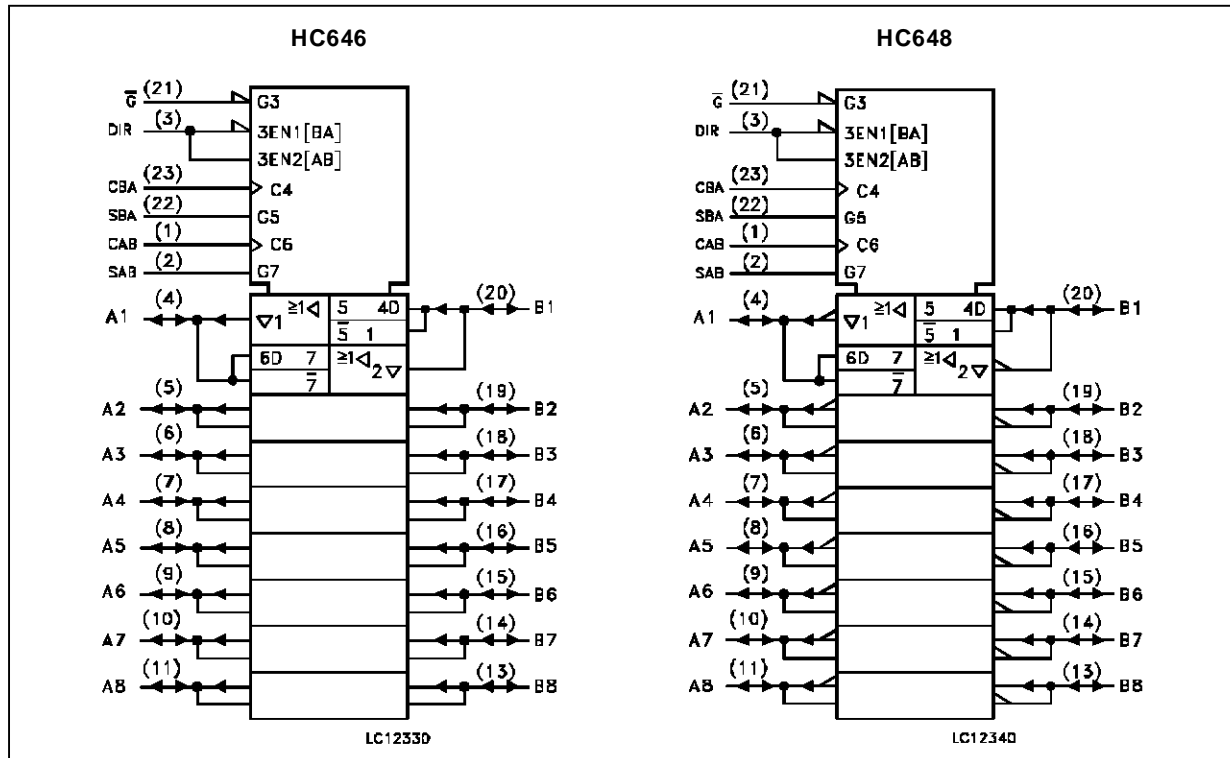 HC646
G̅ (21) G3
DIR (3) 3EN1[BA]
3EN2[AB]
CBA (23) C4
SBA (22) G5
CAB (1) C6
SAB (2) G7
A1 (4) ▽1 ≥1◁ 5 4D (20) B1
5̅ 1
6D 7 ≥1◁ 2▽
7̅
A2 (5) (19) B2
A3 (6) (18) B3
A4 (7) (17) B4
A5 (8) (16) B5
A6 (9) (15) B6
A7 (10) (14) B7
A8 (11) (13) B8
LC12330
HC648
G̅ (21) G3
DIR (3) 3EN1[BA]
3EN2[AB]
CBA (23) C4
SBA (22) G5
CAB (1) C6
SAB (2) G7
A1 (4) ▽1 ≥1◁ 5 4D (20) B1
5̅ 1
6D 7 ≥1◁ 2▽
7̅
A2 (5) (19) B2
A3 (6) (18) B3
A4 (7) (17) B4
A5 (8) (16) B5
A6 (9) (15) B6
A7 (10) (14) B7
A8 (11) (13) B8
LC12340